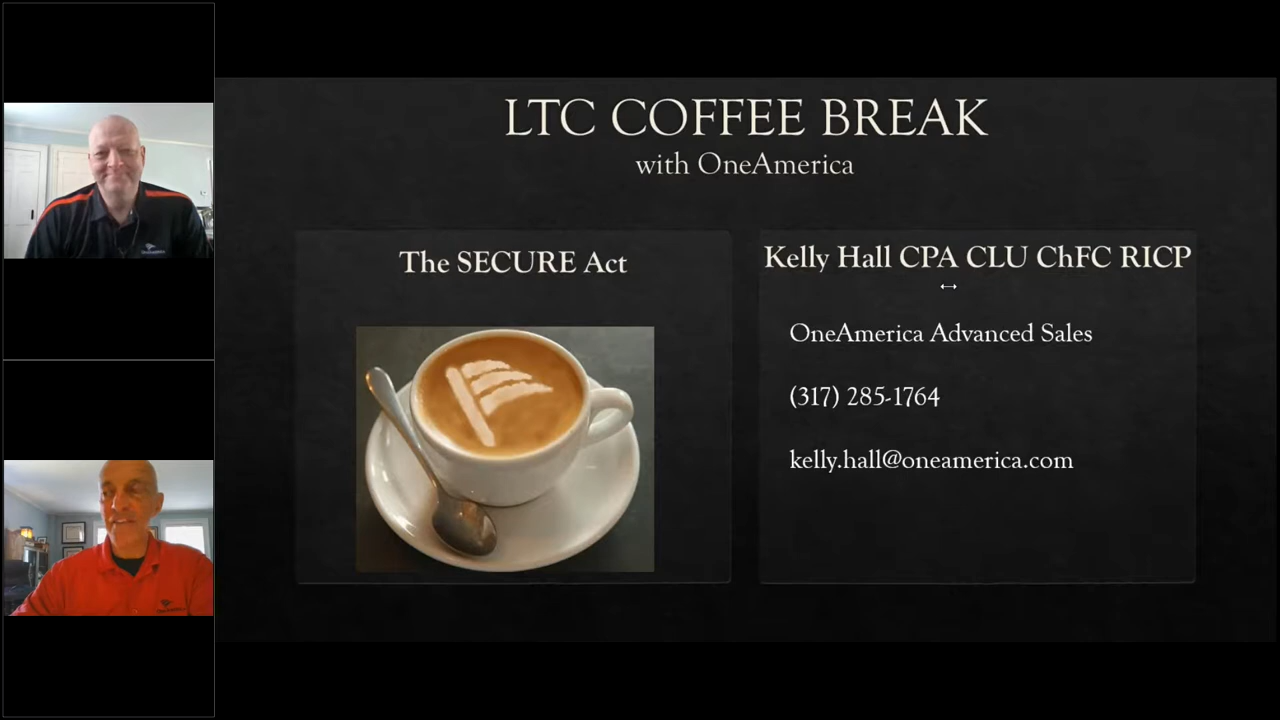 LTC COFFEE BREAK
with OneAmerica
The SECURE Act
Kelly Hall CPA CLU ChFC RICP
OneAmerica Advanced Sales
(317) 285-1764
kelly.hall@oneamerica.com